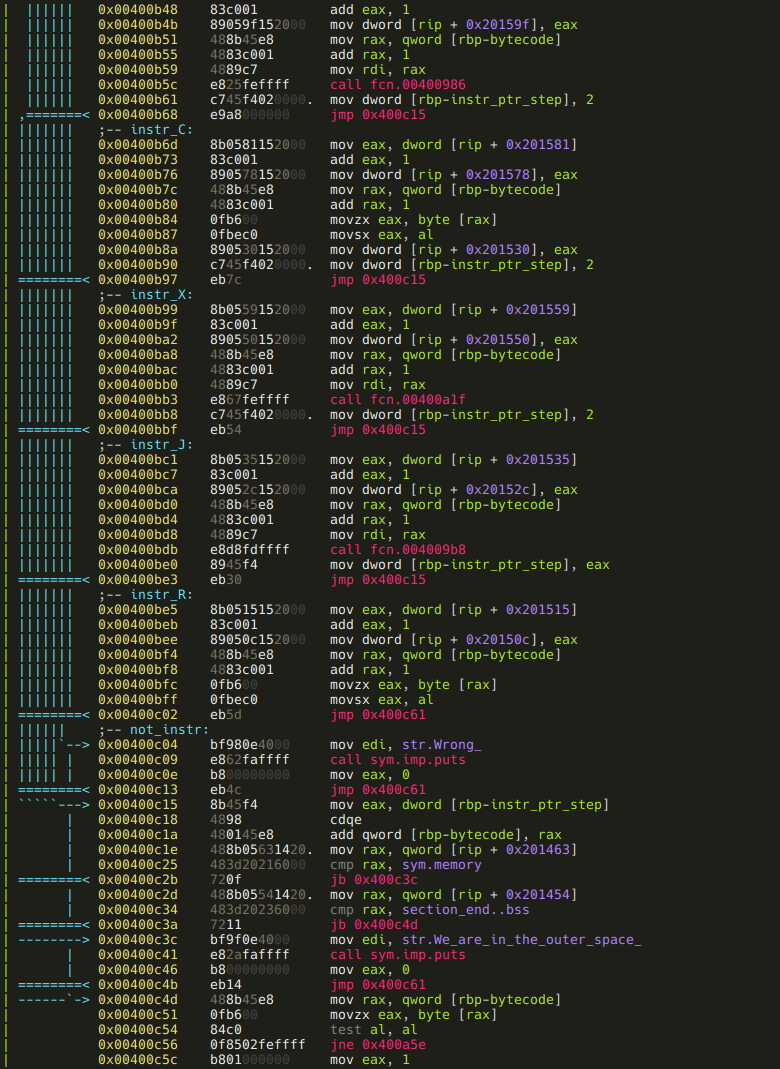 0x00400b48 83c001 add eax, 1
0x00400b4b 89059f152000 mov dword [rip + 0x20159f], eax
0x00400b51 488b45e8 mov rax, qword [rbp-bytecode]
0x00400b55 4883c001 add rax, 1
0x00400b59 4889c7 mov rdi, rax
0x00400b5c e825feffff call fcn.00400986
0x00400b61 c745f4020000. mov dword [rbp-instr_ptr_step], 2
,=======< 0x00400b68 e9a8000000 jmp 0x400c15
;-- instr_C:
0x00400b6d 8b0581152000 mov eax, dword [rip + 0x201581]
0x00400b73 83c001 add eax, 1
0x00400b76 890578152000 mov dword [rip + 0x201578], eax
0x00400b7c 488b45e8 mov rax, qword [rbp-bytecode]
0x00400b80 4883c001 add rax, 1
0x00400b84 0fb600 movzx eax, byte [rax]
0x00400b87 0fbec0 movsx eax, al
0x00400b8a 890530152000 mov dword [rip + 0x201530], eax
0x00400b90 c745f4020000. mov dword [rbp-instr_ptr_step], 2
========< 0x00400b97 eb7c jmp 0x400c15
;-- instr_X:
0x00400b99 8b0559152000 mov eax, dword [rip + 0x201559]
0x00400b9f 83c001 add eax, 1
0x00400ba2 890550152000 mov dword [rip + 0x201550], eax
0x00400ba8 488b45e8 mov rax, qword [rbp-bytecode]
0x00400bac 4883c001 add rax, 1
0x00400bb0 4889c7 mov rdi, rax
0x00400bb3 e867feffff call fcn.00400a1f
0x00400bb8 c745f4020000. mov dword [rbp-instr_ptr_step], 2
========< 0x00400bbf eb54 jmp 0x400c15
;-- instr_J:
0x00400bc1 8b0535152000 mov eax, dword [rip + 0x201535]
0x00400bc7 83c001 add eax, 1
0x00400bca 89052c152000 mov dword [rip + 0x20152c], eax
0x00400bd0 488b45e8 mov rax, qword [rbp-bytecode]
0x00400bd4 4883c001 add rax, 1
0x00400bd8 4889c7 mov rdi, rax
0x00400bdb e8d8fdffff call fcn.004009b8
0x00400be0 8945f4 mov dword [rbp-instr_ptr_step], eax
========< 0x00400be3 eb30 jmp 0x400c15
;-- instr_R:
0x00400be5 8b0515152000 mov eax, dword [rip + 0x201515]
0x00400beb 83c001 add eax, 1
0x00400bee 89050c152000 mov dword [rip + 0x20150c], eax
0x00400bf4 488b45e8 mov rax, qword [rbp-bytecode]
0x00400bf8 4883c001 add rax, 1
0x00400bfc 0fb600 movzx eax, byte [rax]
0x00400bff 0fbec0 movsx eax, al
========< 0x00400c02 eb5d jmp 0x400c61
;-- not_instr:
`--> 0x00400c04 bf980e4000 mov edi, str.Wrong_
0x00400c09 e862faffff call sym.imp.puts
0x00400c0e b800000000 mov eax, 0
========< 0x00400c13 eb4c jmp 0x400c61
`````---> 0x00400c15 8b45f4 mov eax, dword [rbp-instr_ptr_step]
0x00400c18 4898 cdqe
0x00400c1a 480145e8 add qword [rbp-bytecode], rax
0x00400c1e 488b05631420. mov rax, qword [rip + 0x201463]
0x00400c25 483d20216000 cmp rax, sym.memory
========< 0x00400c2b 720f jb 0x400c3c
0x00400c2d 488b05541420. mov rax, qword [rip + 0x201454]
0x00400c34 483d20236000 cmp rax, section_end..bss
========< 0x00400c3a 7211 jb 0x400c4d
--------> 0x00400c3c bf9f0e4000 mov edi, str.We_are_in_the_outer_space_
0x00400c41 e82afaffff call sym.imp.puts
0x00400c46 b800000000 mov eax, 0
========< 0x00400c4b eb14 jmp 0x400c61
------`-> 0x00400c4d 488b45e8 mov rax, qword [rbp-bytecode]
0x00400c51 0fb600 movzx eax, byte [rax]
0x00400c54 84c0 test al, al
0x00400c56 0f8502feffff jne 0x400a5e
0x00400c5c b801000000 mov eax, 1